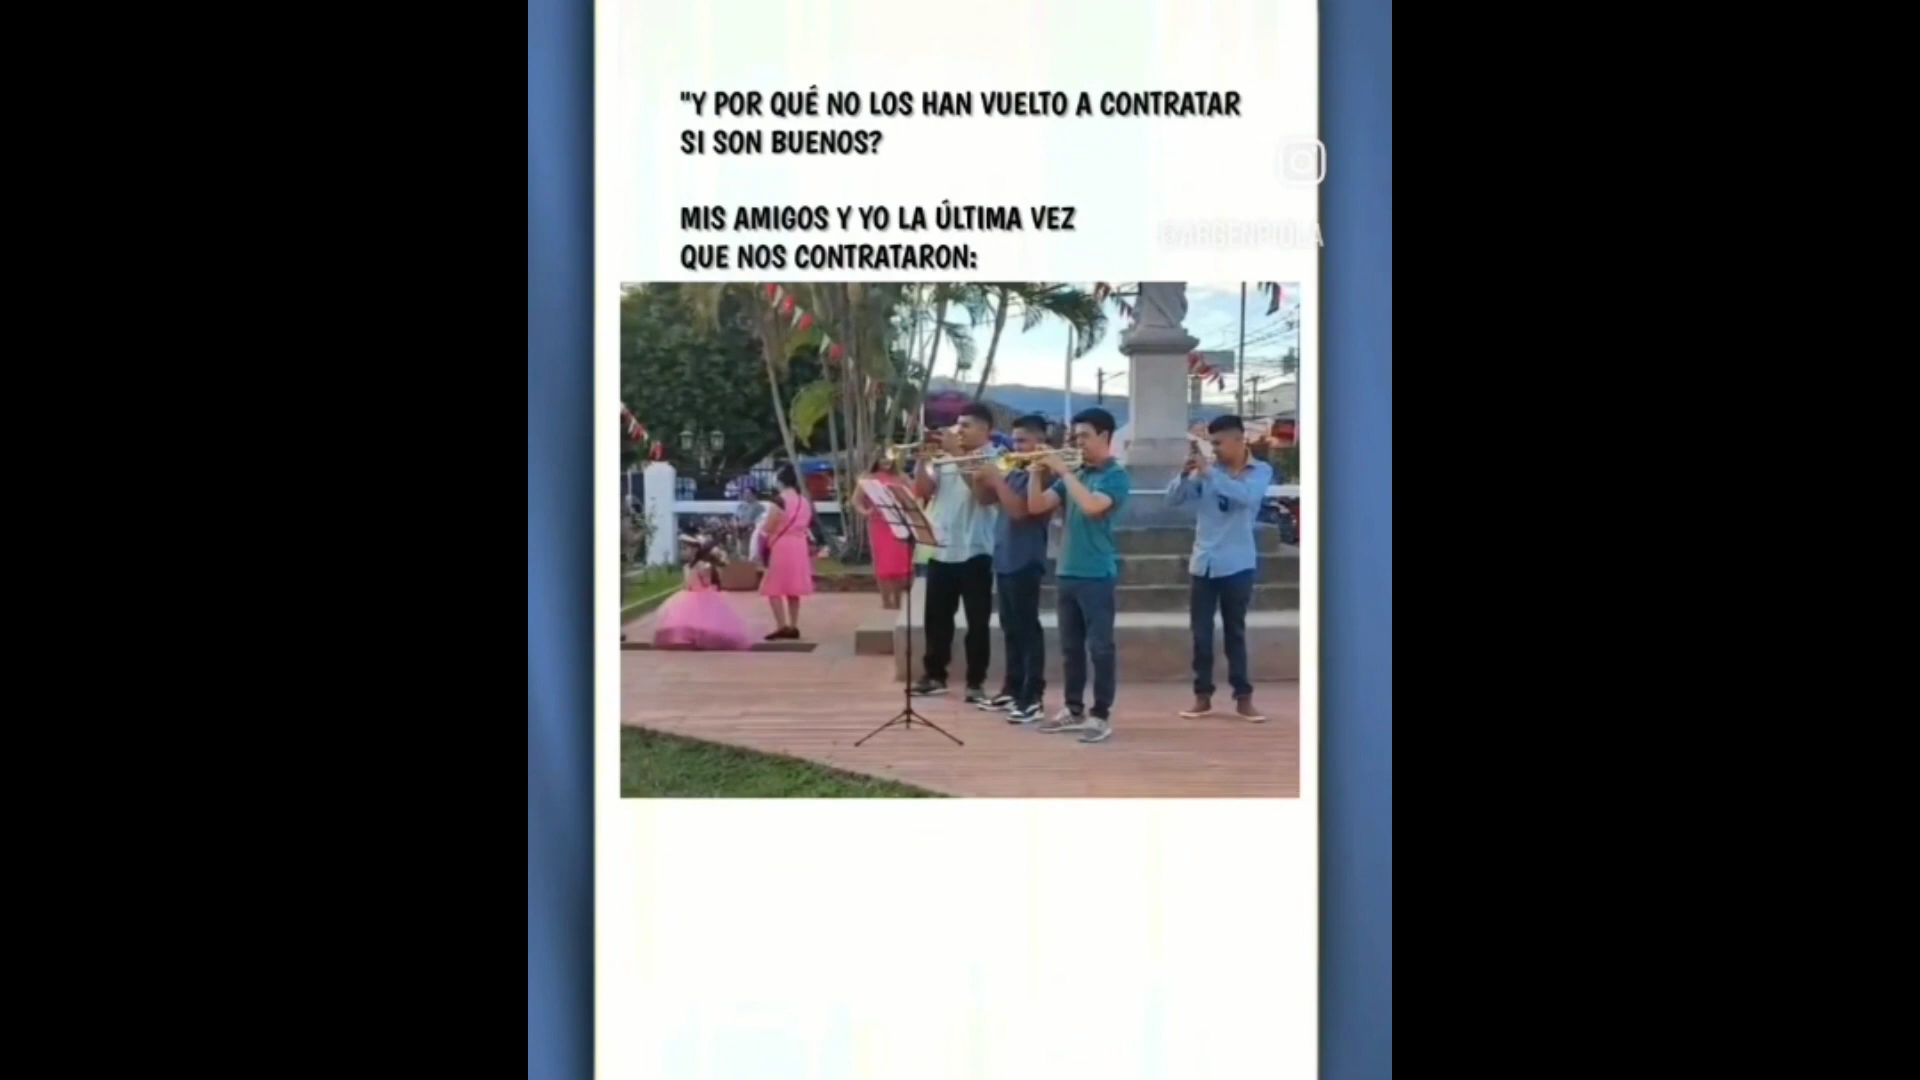 "Y POR QUÉ NO LOS HAN VUELTO A CONTRATAR
SI SON BUENOS?
MIS AMIGOS Y YO LA ÚLTIMA VEZ
QUE NOS CONTRATARON:
@ARGENPIOLA